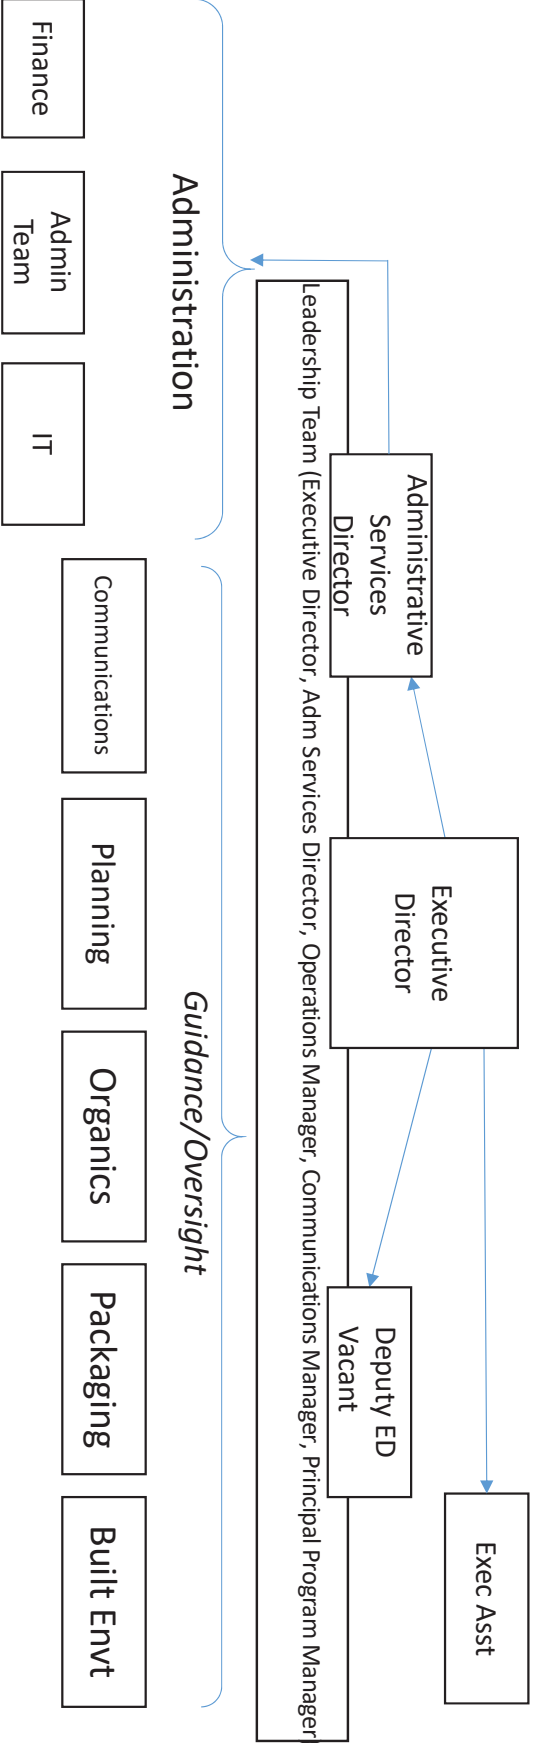 Exec Asst
Executive
Director
Administrative
Services
Director
Deputy ED
Vacant
Leadership Team (Executive Director, Adm Services Director, Operations Manager, Communications Manager, Principal Program Manager)
Administration
Guidance/Oversight
Finance
Admin
Team
IT
Communications
Planning
Organics
Packaging
Built Envt